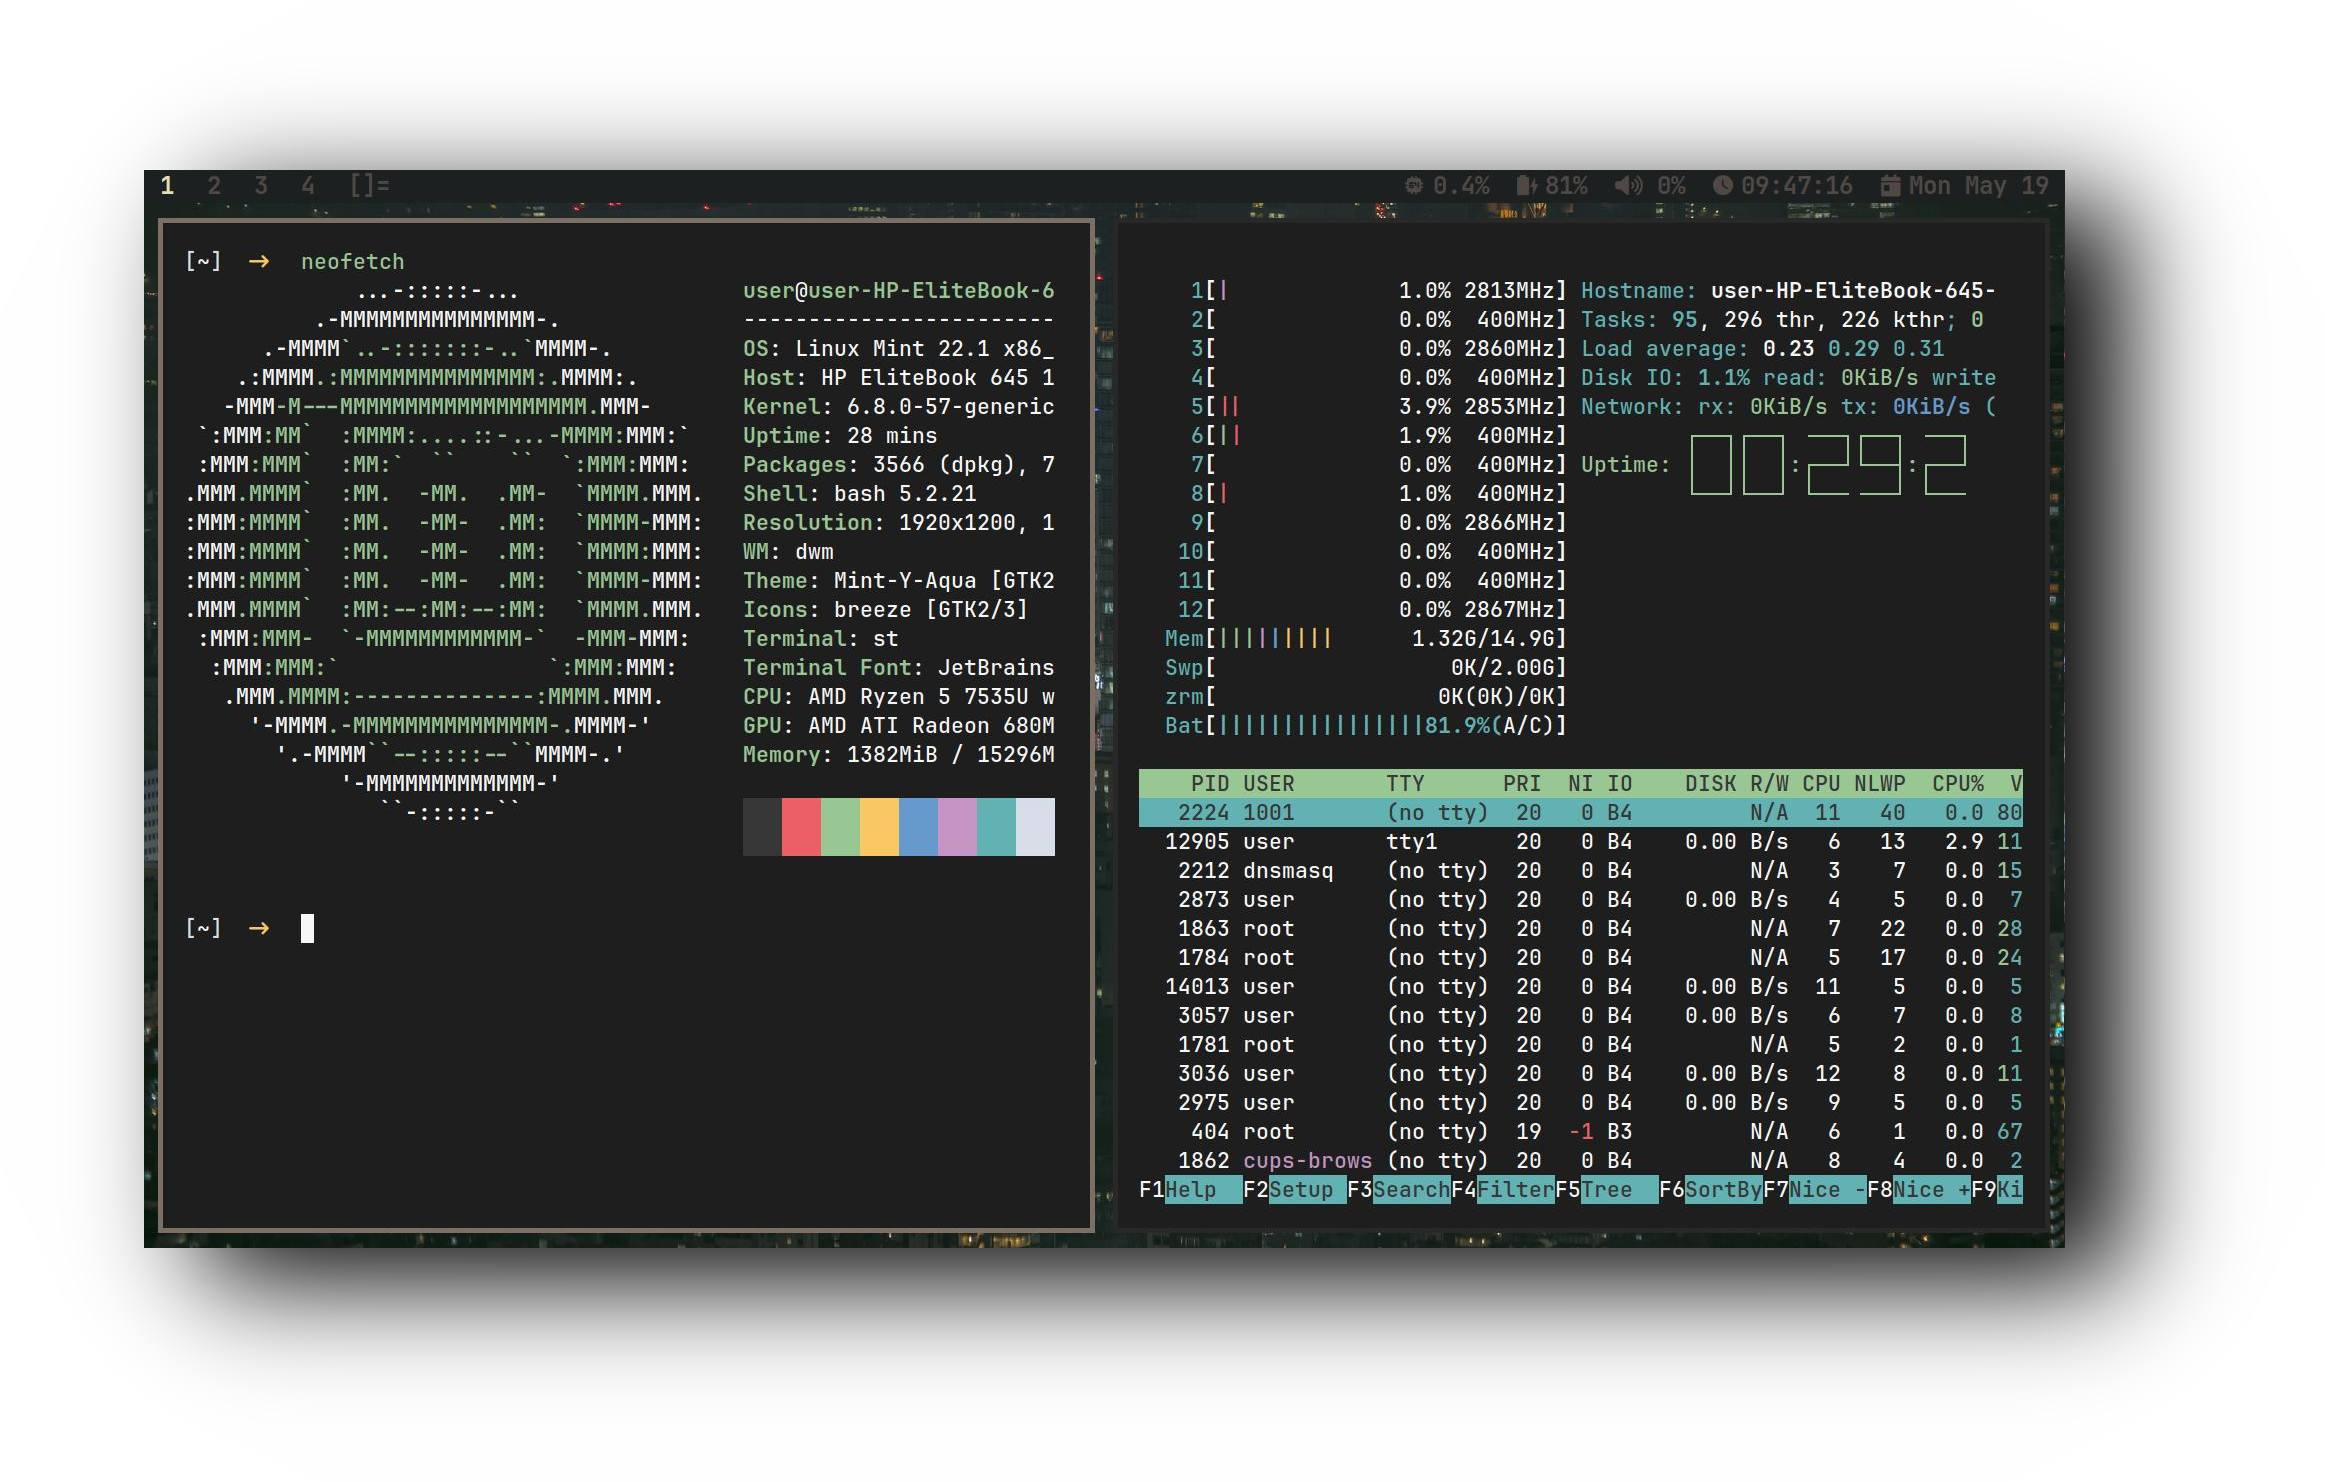 1 2 3 4 []= 0.4% 81% 0% 09:47:16 Mon May 19
[~] → neofetch
...-:::::-...
.-MMMMMMMMMMMMMMM-.
.-MMMM`..-:::::::-..`MMMM-.
.:MMMM.:MMMMMMMMMMMMMMM:.MMMM:.
-MMM-M---MMMMMMMMMMMMMMMMMMM.MMM-
`:MMM:MM`  :MMMM:....::-...-MMMM:MMM:`
:MMM:MMM`  :MM:`  ``    ``  `:MMM:MMM:
.MMM.MMMM`  :MM.  -MM.  .MM-  `MMMM.MMM.
:MMM:MMMM`  :MM.  -MM-  .MM:  `MMMM-MMM:
:MMM:MMMM`  :MM.  -MM-  .MM:  `MMMM:MMM:
:MMM:MMMM`  :MM.  -MM-  .MM:  `MMMM-MMM:
.MMM.MMMM`  :MM:--:MM:--:MM:  `MMMM.MMM.
:MMM:MMM-  `-MMMMMMMMMMMM-`  -MMM-MMM:
:MMM:MMM:`                `:MMM:MMM:
.MMM.MMMM:--------------:MMMM.MMM.
'-MMMM.-MMMMMMMMMMMMMMM-.MMMM-'
'.-MMMM``--:::::--``MMMM-.'
'-MMMMMMMMMMMMM-'
``-:::::-``
user@user-HP-EliteBook-6
------------------------
OS: Linux Mint 22.1 x86_
Host: HP EliteBook 645 1
Kernel: 6.8.0-57-generic
Uptime: 28 mins
Packages: 3566 (dpkg), 7
Shell: bash 5.2.21
Resolution: 1920x1200, 1
WM: dwm
Theme: Mint-Y-Aqua [GTK2
Icons: breeze [GTK2/3]
Terminal: st
Terminal Font: JetBrains
CPU: AMD Ryzen 5 7535U w
GPU: AMD ATI Radeon 680M
Memory: 1382MiB / 15296M
[~] →
1[| 1.0% 2813MHz]
2[ 0.0% 400MHz]
3[ 0.0% 2860MHz]
4[ 0.0% 400MHz]
5[|| 3.9% 2853MHz]
6[|| 1.9% 400MHz]
7[ 0.0% 400MHz]
8[| 1.0% 400MHz]
9[ 0.0% 2866MHz]
10[ 0.0% 400MHz]
11[ 0.0% 400MHz]
12[ 0.0% 2867MHz]
Mem[||||||||| 1.32G/14.9G]
Swp[ 0K/2.00G]
zrm[ 0K(0K)/0K]
Bat[||||||||||||||||81.9%(A/C)]
Hostname: user-HP-EliteBook-645-
Tasks: 95, 296 thr, 226 kthr; 0
Load average: 0.23 0.29 0.31
Disk IO: 1.1% read: 0KiB/s write
Network: rx: 0KiB/s tx: 0KiB/s (
Uptime: 00:29:2
PID USER TTY PRI NI IO DISK R/W CPU NLWP CPU% V
2224 1001 (no tty) 20 0 B4 N/A 11 40 0.0 80
12905 user tty1 20 0 B4 0.00 B/s 6 13 2.9 11
2212 dnsmasq (no tty) 20 0 B4 N/A 3 7 0.0 15
2873 user (no tty) 20 0 B4 0.00 B/s 4 5 0.0 7
1863 root (no tty) 20 0 B4 N/A 7 22 0.0 28
1784 root (no tty) 20 0 B4 N/A 5 17 0.0 24
14013 user (no tty) 20 0 B4 0.00 B/s 11 5 0.0 5
3057 user (no tty) 20 0 B4 0.00 B/s 6 7 0.0 8
1781 root (no tty) 20 0 B4 N/A 5 2 0.0 1
3036 user (no tty) 20 0 B4 0.00 B/s 12 8 0.0 11
2975 user (no tty) 20 0 B4 0.00 B/s 9 5 0.0 5
404 root (no tty) 19 -1 B3 N/A 6 1 0.0 67
1862 cups-brows (no tty) 20 0 B4 N/A 8 4 0.0 2
F1Help F2Setup F3SearchF4FilterF5Tree F6SortByF7Nice -F8Nice +F9Ki